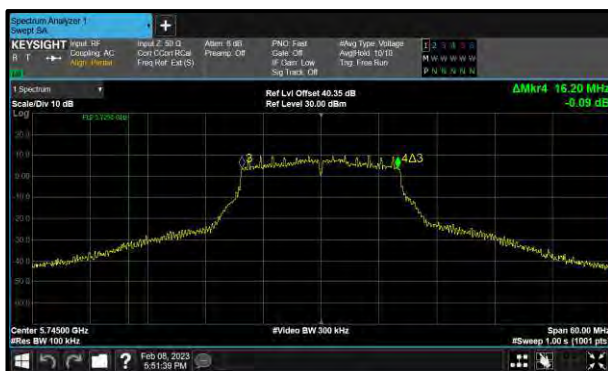 Spectrum Analyzer 1
Swept SA
+
KEYSIGHT
R T
Input: RF
Coupling: AC
Align: Partial
Input Z: 50 Ω
Corr CCorr RCal
Freq Ref: Ext (S)
Atten: 8 dB
Preamp: Off
PNO: Fast
Gate: Off
IF Gain: Low
Sig Track: Off
#Avg Type: Voltage
Avg|Hold: 10/10
Trig: Free Run
1 2 3 4 5 6
M W W W W W
P N N N N N
1 Spectrum
Scale/Div 10 dB
Ref Lvl Offset 40.35 dB
Ref Level 30.00 dBm
ΔMkr4 16.20 MHz
-0.09 dB
Log
20.0
10.0
0.00
-10.0
-20.0
-30.0
-40.0
-50.0
-60.0
3
4Δ3
Center 5.74500 GHz
#Res BW 100 kHz
#Video BW 300 kHz
Span 60.00 MHz
#Sweep 1.00 s (1001 pts)
?
Feb 08, 2023
5:51:39 PM